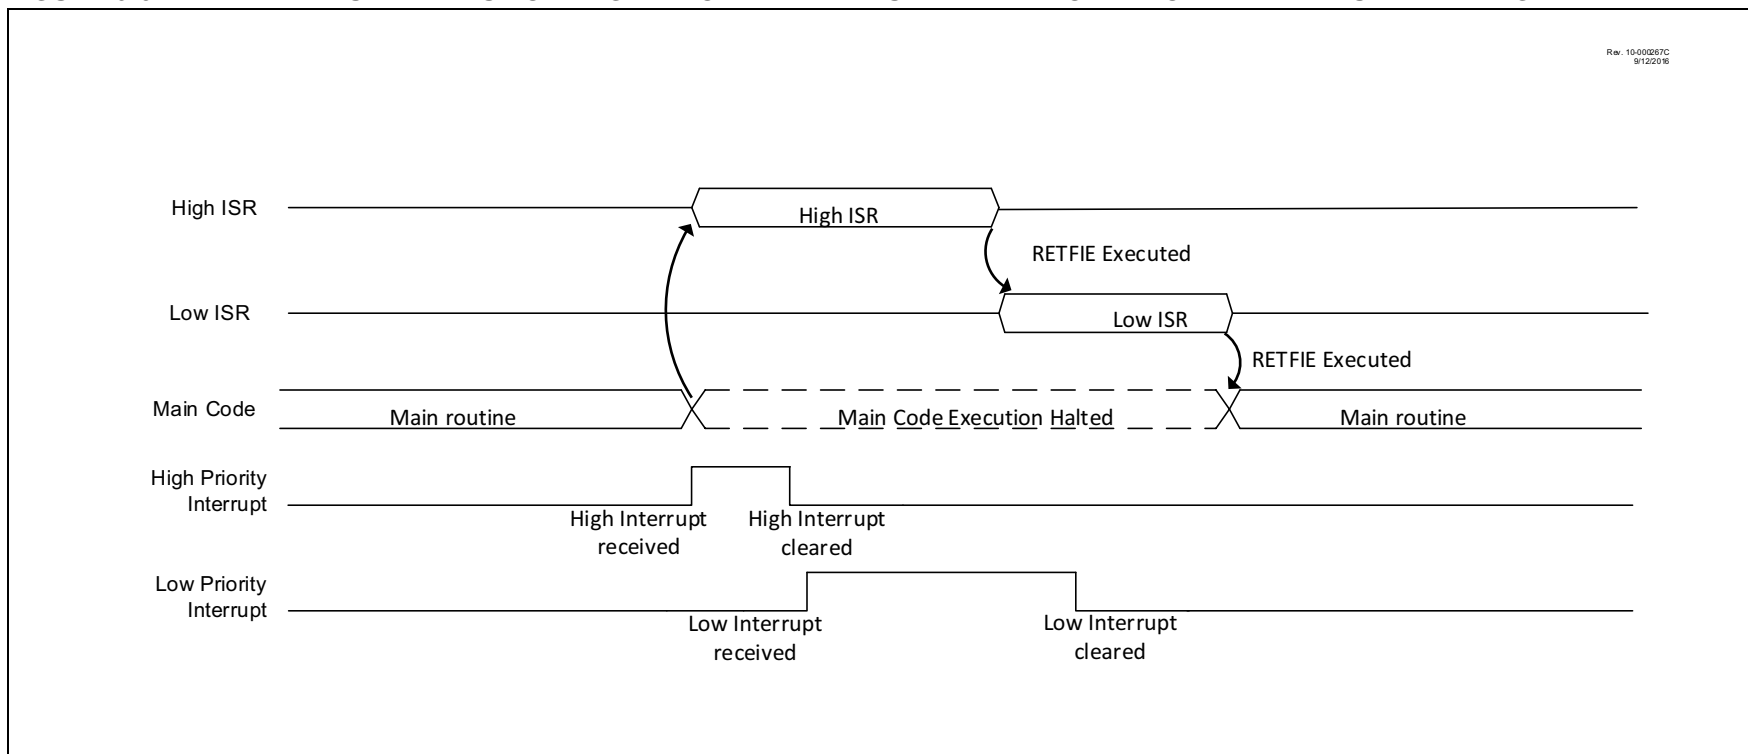 Rev. 10-000267C
9/12/2016
High ISR
High ISR
RETFIE Executed
Low ISR
Low ISR
RETFIE Executed
Main Code
Main routine
Main Code Execution Halted
Main routine
High Priority
Interrupt
High Interrupt
received
High Interrupt
cleared
Low Priority
Interrupt
Low Interrupt
received
Low Interrupt
cleared